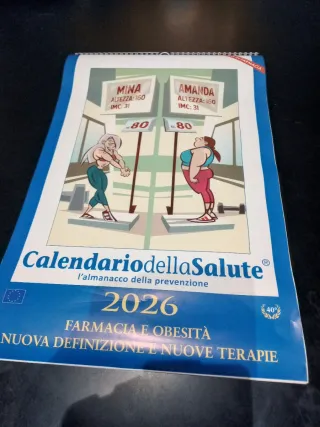 MINA
ALTEZZA:160
IMC: 31
AMANDA
ALTEZZA:160
IMC: 31
80
80
CalendariodellaSalute®
l'almanacco della prevenzione
2026
40°
FARMACIA E OBESITÀ
NUOVA DEFINIZIONE E NUOVE TERAPIE